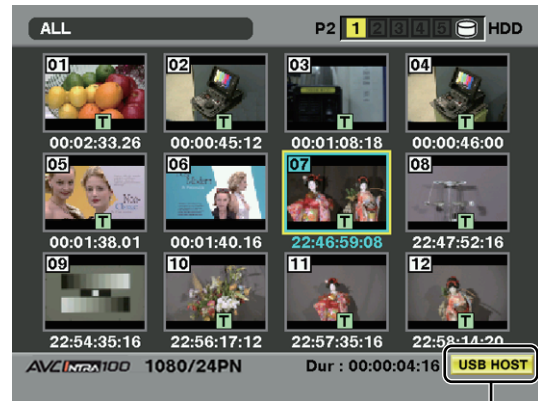 ALL P2 1 2 3 4 5 HDD
01 02 03 04
T T T T
00:02:33.26 00:00:45:12 00:01:08:18 00:00:46:00
05 06 07 08
T T T T
00:01:38.01 00:01:40.16 22:46:59:08 22:47:52:16
09 10 11 12
T T T
22:54:35:16 22:56:17:12 22:57:35:16 22:58:14:20
AVC INTRA 100 1080/24PN Dur : 00:00:04:16 USB HOST